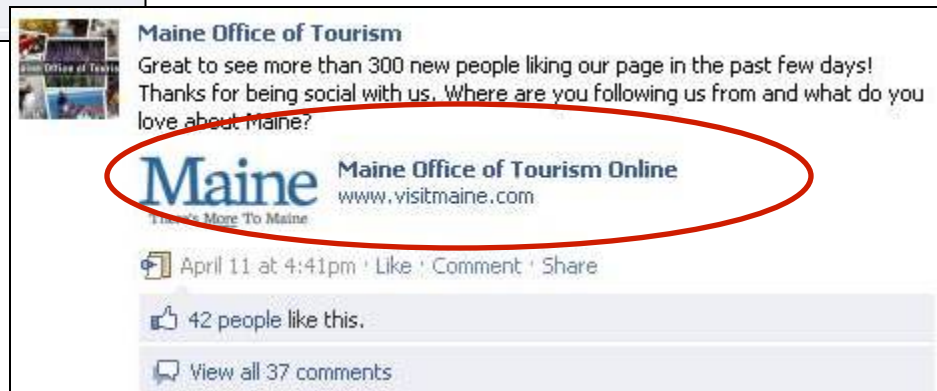 Maine Office of Tourism
Great to see more than 300 new people liking our page in the past few days!
Thanks for being social with us. Where are you following us from and what do you
love about Maine?
Maine
There's More To Maine
Maine Office of Tourism Online
www.visitmaine.com
April 11 at 4:41pm · Like · Comment · Share
42 people like this.
View all 37 comments